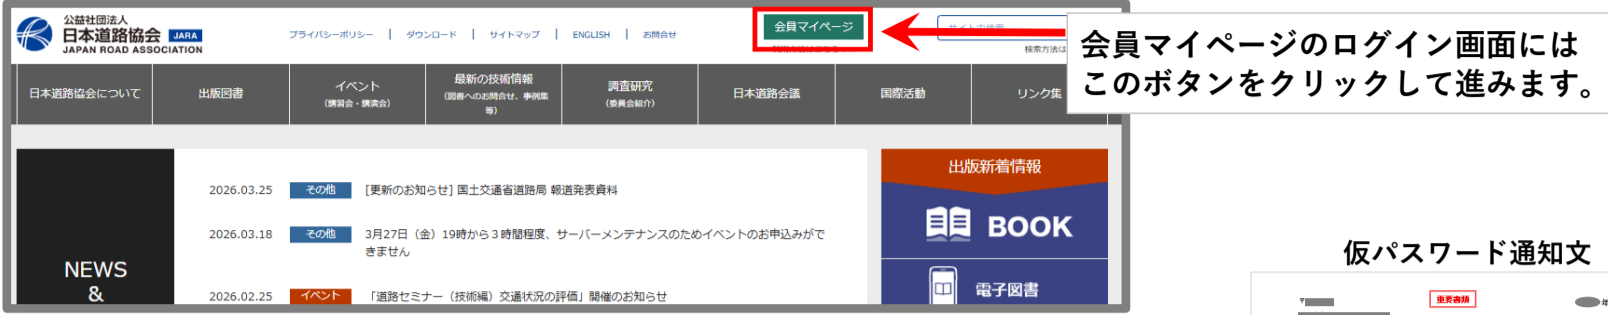 公益社団法人
日本道路協会 JARA
JAPAN ROAD ASSOCIATION
プライバシーポリシー | ダウンロード | サイトマップ | ENGLISH | お問合せ
会員マイページ
サイト内検索
検索方法は
会員マイページのログイン画面には
このボタンをクリックして進みます。
日本道路協会について
出版図書
イベント
(講習会・講演会)
最新の技術情報
(図書へのお問合せ、事例集
等)
調査研究
(委員会紹介)
日本道路会議
国際活動
リンク集
NEWS
&
2026.03.25 その他 [更新のお知らせ] 国土交通省道路局 報道発表資料
2026.03.18 その他 3月27日（金）19時から３時間程度、サーバーメンテナンスのためイベントのお申込みがで
きません
2026.02.25 イベント 「道路セミナー（技術編）交通状況の評価」開催のお知らせ
出版新着情報
BOOK
電子図書
仮パスワード通知文
重要書類
年